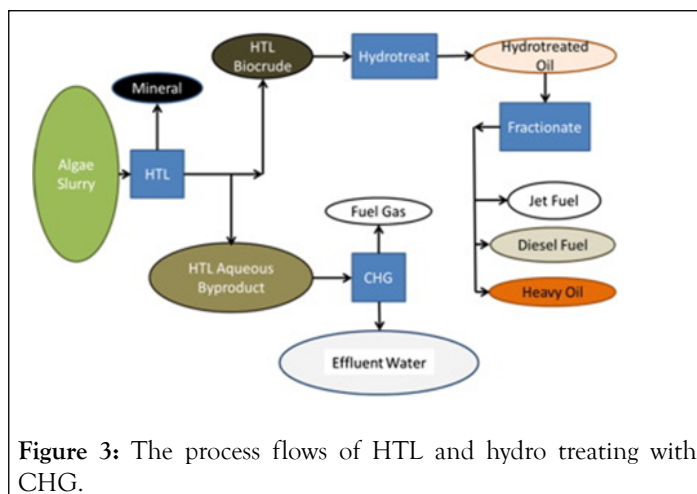 HTL
Biocrude
Hydrotreat
Hydrotreated
Oil
Mineral
Fractionate
Algae
Slurry
HTL
Jet Fuel
Fuel Gas
Diesel Fuel
HTL Aqueous
Byproduct
CHG
Heavy Oil
Effluent Water
Figure 3: The process flows of HTL and hydro treating with
CHG.